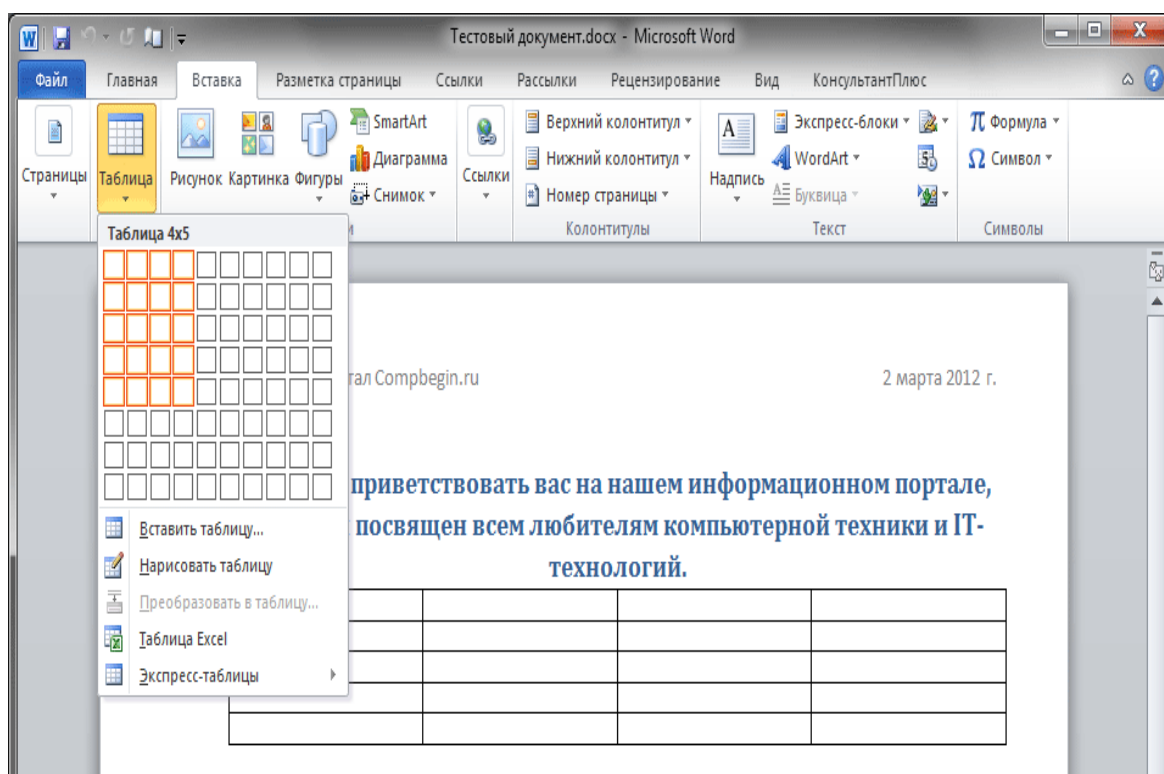 Тестовый документ.docx - Microsoft Word
Файл Главная Вставка Разметка страницы Ссылки Рассылки Рецензирование Вид КонсультантПлюс
Страницы
Таблица
Рисунок Картинка Фигуры
SmartArt
Диаграмма
Снимок
Ссылки
Верхний колонтитул
Нижний колонтитул
Номер страницы
Колонтитулы
Надпись
Экспресс-блоки
WordArt
Буквица
Текст
Формула
Символ
Символы
Таблица 4x5
Вставить таблицу...
Нарисовать таблицу
Преобразовать в таблицу...
Таблица Excel
Экспресс-таблицы
Compbegin.ru 2 марта 2012 г.
приветствовать вас на нашем информационном портале,
посвящен всем любителям компьютерной техники и IT-
технологий.